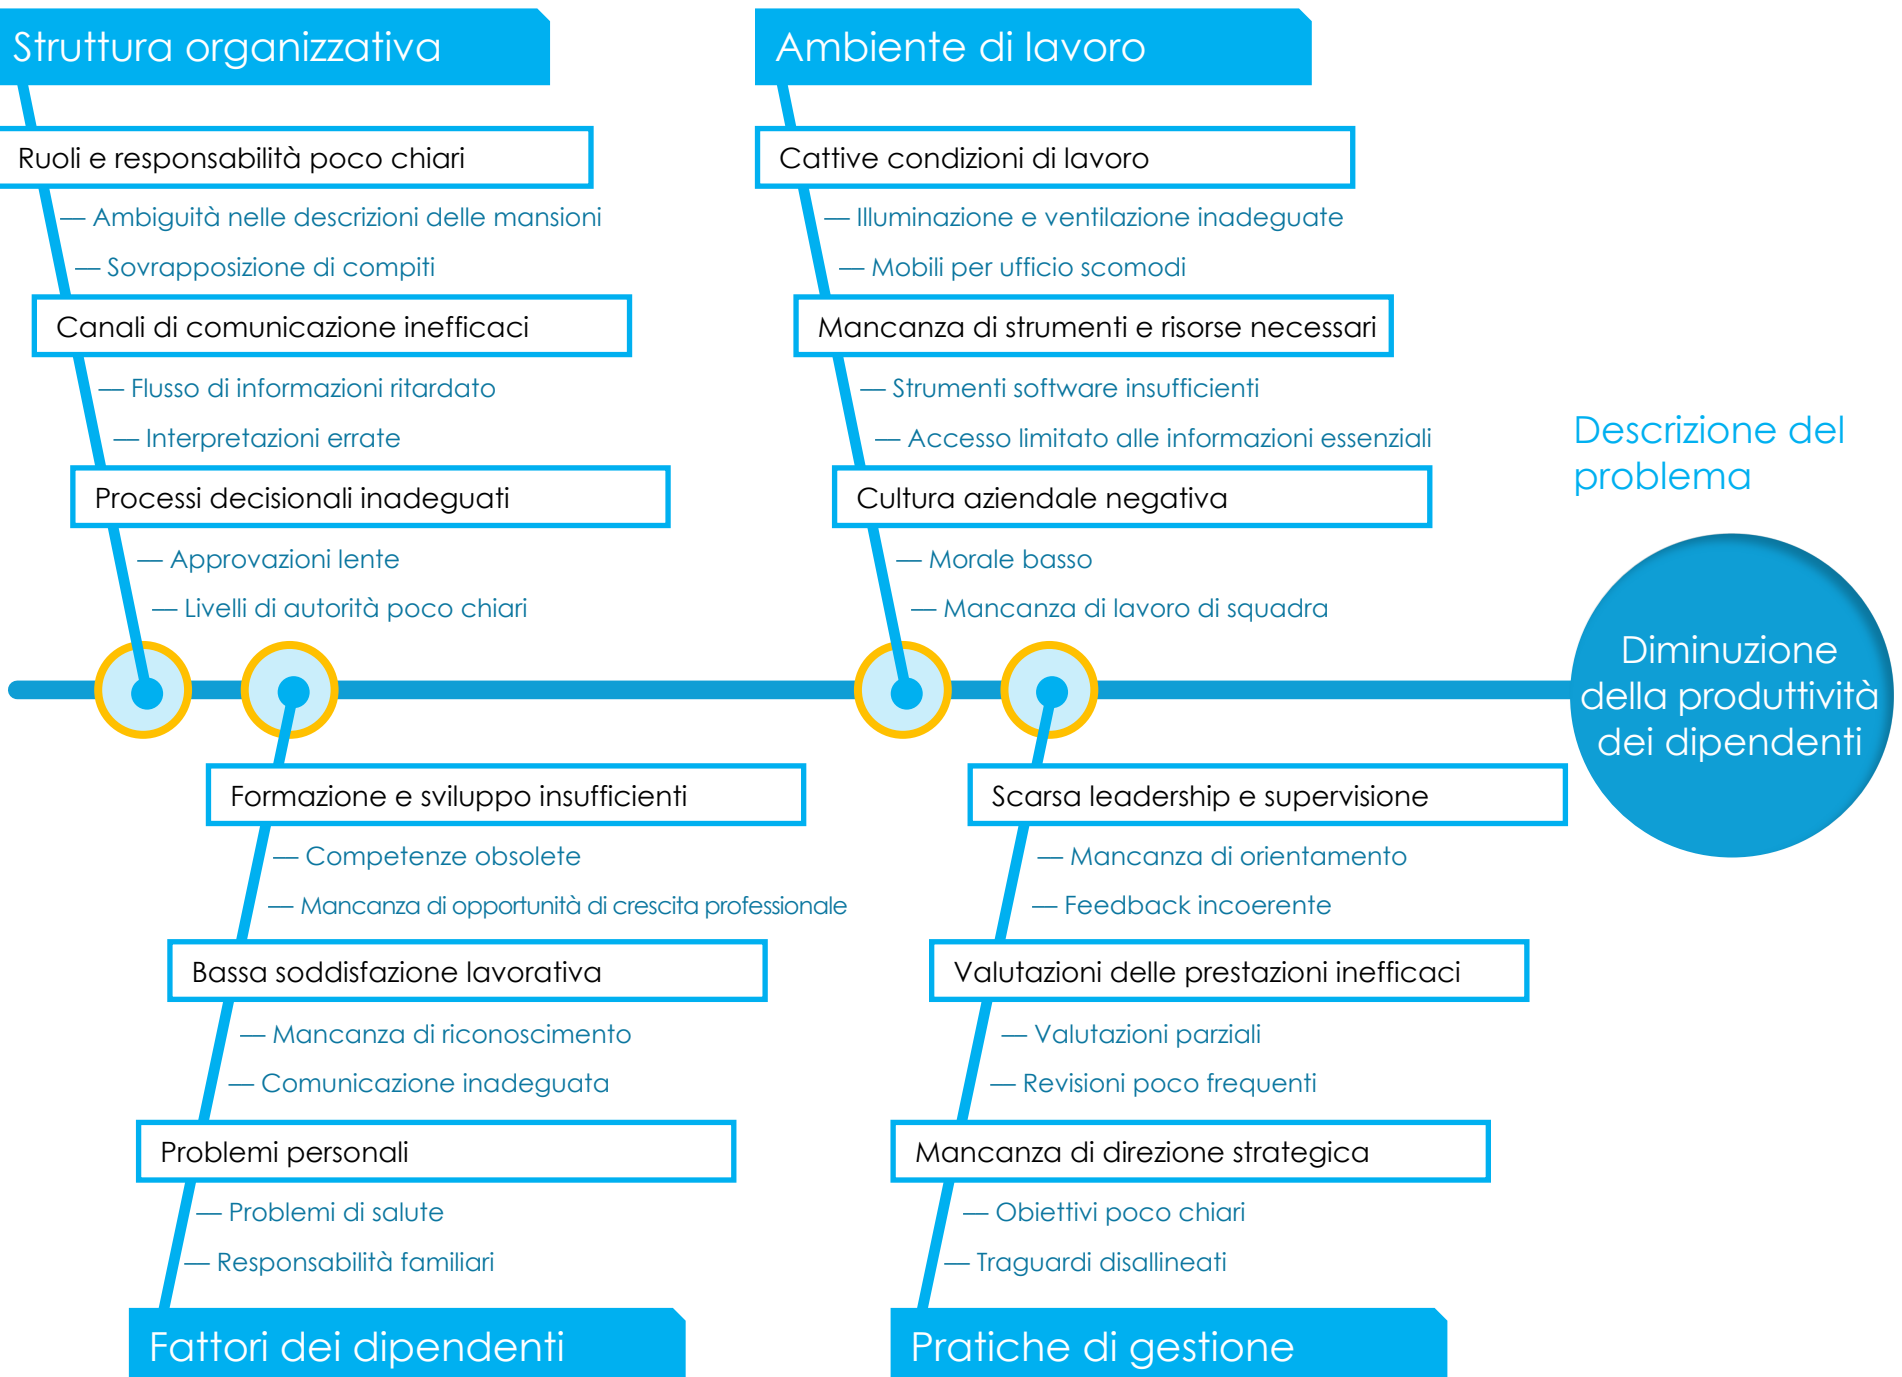 Struttura organizzativa
Ruoli e responsabilità poco chiari
— Ambiguità nelle descrizioni delle mansioni
— Sovrapposizione di compiti
Canali di comunicazione inefficaci
— Flusso di informazioni ritardato
— Interpretazioni errate
Processi decisionali inadeguati
— Approvazioni lente
— Livelli di autorità poco chiari
Ambiente di lavoro
Cattive condizioni di lavoro
— Illuminazione e ventilazione inadeguate
— Mobili per ufficio scomodi
Mancanza di strumenti e risorse necessari
— Strumenti software insufficienti
— Accesso limitato alle informazioni essenziali
Cultura aziendale negativa
— Morale basso
— Mancanza di lavoro di squadra
Descrizione del
problema
Diminuzione
della produttività
dei dipendenti
Formazione e sviluppo insufficienti
— Competenze obsolete
— Mancanza di opportunità di crescita professionale
Bassa soddisfazione lavorativa
— Mancanza di riconoscimento
— Comunicazione inadeguata
Problemi personali
— Problemi di salute
— Responsabilità familiari
Fattori dei dipendenti
Scarsa leadership e supervisione
— Mancanza di orientamento
— Feedback incoerente
Valutazioni delle prestazioni inefficaci
— Valutazioni parziali
— Revisioni poco frequenti
Mancanza di direzione strategica
— Obiettivi poco chiari
— Traguardi disallineati
Pratiche di gestione